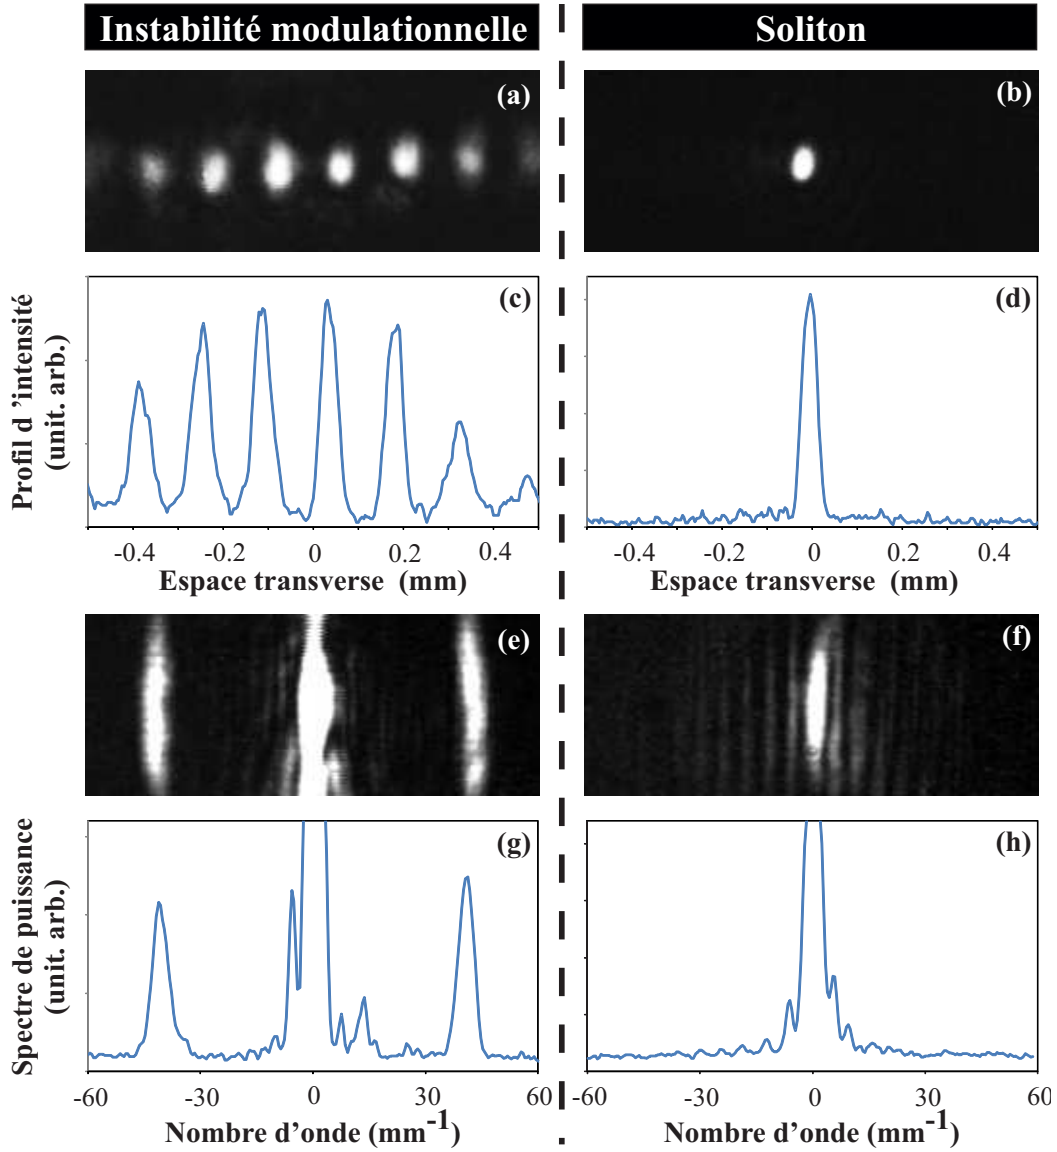 Instabilité modulationnelle
Soliton
(a)
(b)
Profil d 'intensité
(unit. arb.)
(c)
(d)
-0.4 -0.2 0 0.2 0.4
-0.4 -0.2 0 0.2 0.4
Espace transverse (mm)
Espace transverse (mm)
(e)
(f)
Spectre de puissance
(unit. arb.)
(g)
(h)
-60 -30 0 30 60
-60 -30 0 30 60
Nombre d'onde (mm-1)
Nombre d'onde (mm-1)